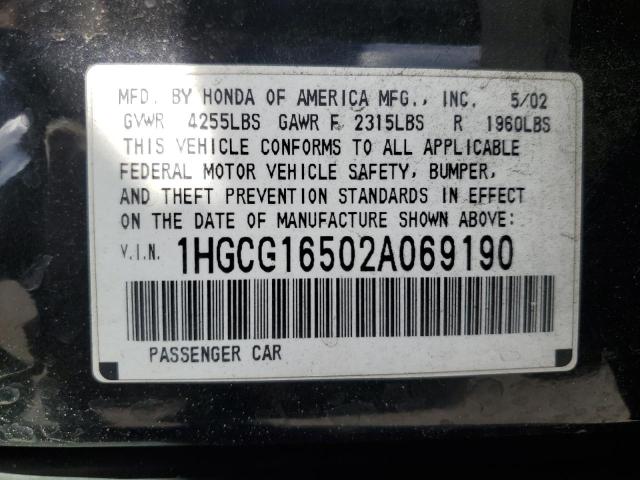 MFD. BY HONDA OF AMERICA MFG., INC. 5/02
GVWR 4255LBS GAWR F 2315LBS R 1960LBS
THIS VEHICLE CONFORMS TO ALL APPLICABLE
FEDERAL MOTOR VEHICLE SAFETY, BUMPER,
AND THEFT PREVENTION STANDARDS IN EFFECT
ON THE DATE OF MANUFACTURE SHOWN ABOVE:
V.I.N. 1HGCG16502A069190
PASSENGER CAR